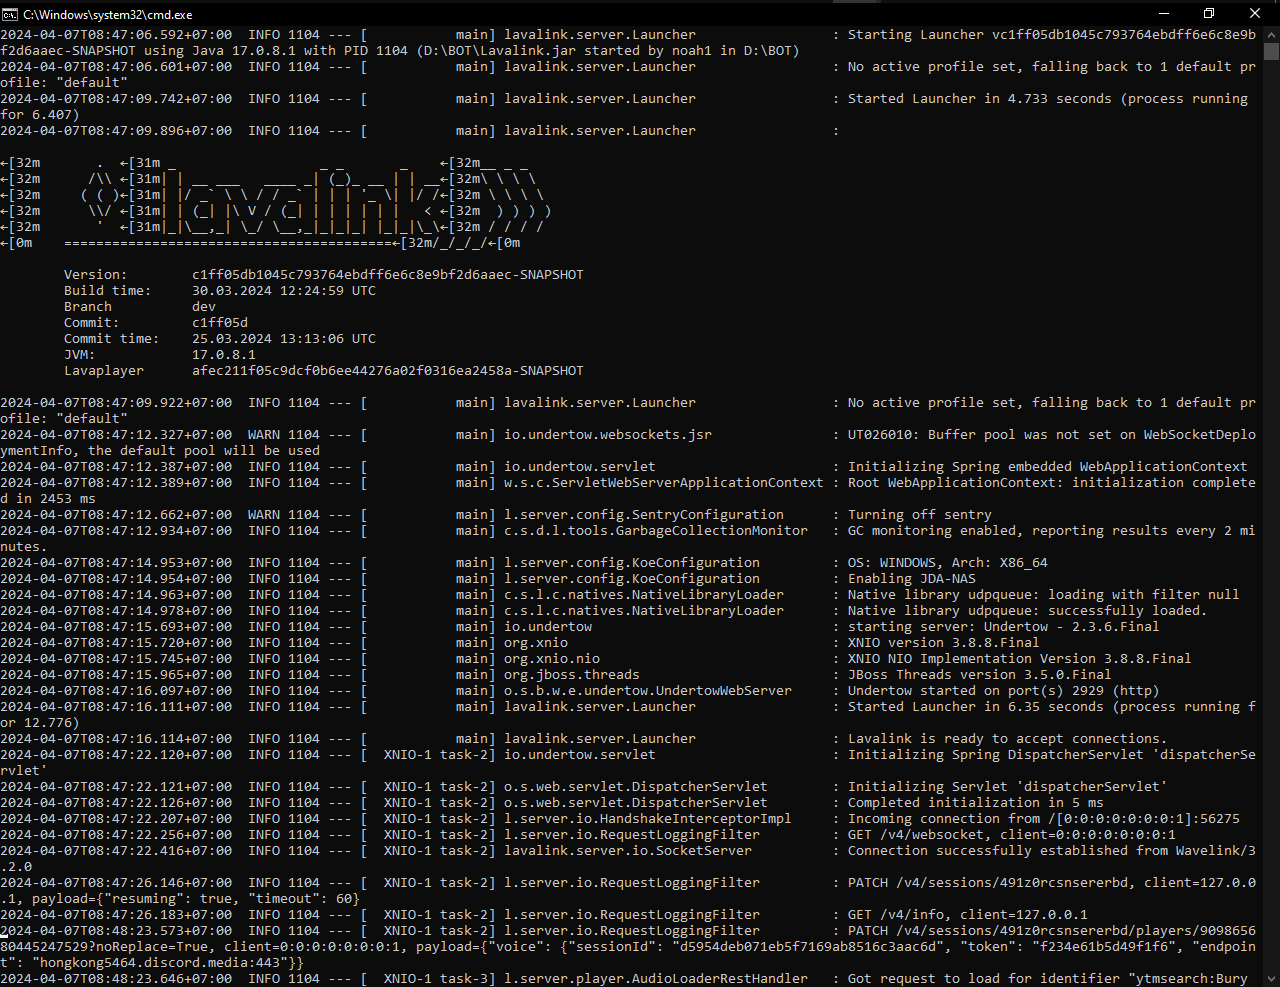 C:\Windows\system32\cmd.exe
2024-04-07T08:47:06.592+07:00  INFO 1104 --- [           main] lavalink.server.Launcher                 : Starting Launcher vc1ff05db1045c793764ebdff6e6c8e9b
f2d6aaec-SNAPSHOT using Java 17.0.8.1 with PID 1104 (D:\BOT\Lavalink.jar started by noah1 in D:\BOT)
2024-04-07T08:47:06.601+07:00  INFO 1104 --- [           main] lavalink.server.Launcher                 : No active profile set, falling back to 1 default pr
ofile: "default"
2024-04-07T08:47:09.742+07:00  INFO 1104 --- [           main] lavalink.server.Launcher                 : Started Launcher in 4.733 seconds (process running
for 6.407)
2024-04-07T08:47:09.896+07:00  INFO 1104 --- [           main] lavalink.server.Launcher                 :
←[32m       .  ←[31m _                  _ _       _    ←[32m__ _ _
←[32m      /\\ ←[31m| | __ ___   ____ _| (_)_ __ | | __←[32m\ \ \ \
←[32m     ( ( )←[31m| |/ _` \ \ / / _` | | | '_ \| |/ /←[32m \ \ \ \
←[32m      \\/ ←[31m| | (_| |\ V / (_| | | | | | |   < ←[32m  ) ) ) )
←[32m       '  ←[31m|_|\__,_| \_/ \__,_|_|_|_| |_|_|\_\←[32m / / / /
←[0m    =========================================←[32m/_/_/_/←[0m
        Version:        c1ff05db1045c793764ebdff6e6c8e9bf2d6aaec-SNAPSHOT
        Build time:     30.03.2024 12:24:59 UTC
        Branch          dev
        Commit:         c1ff05d
        Commit time:    25.03.2024 13:13:06 UTC
        JVM:            17.0.8.1
        Lavaplayer      afec211f05c9dcf0b6ee44276a02f0316ea2458a-SNAPSHOT
2024-04-07T08:47:09.922+07:00  INFO 1104 --- [           main] lavalink.server.Launcher                 : No active profile set, falling back to 1 default pr
ofile: "default"
2024-04-07T08:47:12.327+07:00  WARN 1104 --- [           main] io.undertow.websockets.jsr               : UT026010: Buffer pool was not set on WebSocketDeplo
ymentInfo, the default pool will be used
2024-04-07T08:47:12.387+07:00  INFO 1104 --- [           main] io.undertow.servlet                      : Initializing Spring embedded WebApplicationContext
2024-04-07T08:47:12.389+07:00  INFO 1104 --- [           main] w.s.c.ServletWebServerApplicationContext : Root WebApplicationContext: initialization complete
d in 2453 ms
2024-04-07T08:47:12.662+07:00  WARN 1104 --- [           main] l.server.config.SentryConfiguration      : Turning off sentry
2024-04-07T08:47:12.934+07:00  INFO 1104 --- [           main] c.s.d.l.tools.GarbageCollectionMonitor   : GC monitoring enabled, reporting results every 2 mi
nutes.
2024-04-07T08:47:14.953+07:00  INFO 1104 --- [           main] l.server.config.KoeConfiguration         : OS: WINDOWS, Arch: X86_64
2024-04-07T08:47:14.954+07:00  INFO 1104 --- [           main] l.server.config.KoeConfiguration         : Enabling JDA-NAS
2024-04-07T08:47:14.963+07:00  INFO 1104 --- [           main] c.s.l.c.natives.NativeLibraryLoader      : Native library udpqueue: loading with filter null
2024-04-07T08:47:14.978+07:00  INFO 1104 --- [           main] c.s.l.c.natives.NativeLibraryLoader      : Native library udpqueue: successfully loaded.
2024-04-07T08:47:15.693+07:00  INFO 1104 --- [           main] io.undertow                              : starting server: Undertow - 2.3.6.Final
2024-04-07T08:47:15.720+07:00  INFO 1104 --- [           main] org.xnio                                 : XNIO version 3.8.8.Final
2024-04-07T08:47:15.745+07:00  INFO 1104 --- [           main] org.xnio.nio                             : XNIO NIO Implementation Version 3.8.8.Final
2024-04-07T08:47:15.965+07:00  INFO 1104 --- [           main] org.jboss.threads                        : JBoss Threads version 3.5.0.Final
2024-04-07T08:47:16.097+07:00  INFO 1104 --- [           main] o.s.b.w.e.undertow.UndertowWebServer     : Undertow started on port(s) 2929 (http)
2024-04-07T08:47:16.111+07:00  INFO 1104 --- [           main] lavalink.server.Launcher                 : Started Launcher in 6.35 seconds (process running f
or 12.776)
2024-04-07T08:47:16.114+07:00  INFO 1104 --- [           main] lavalink.server.Launcher                 : Lavalink is ready to accept connections.
2024-04-07T08:47:22.120+07:00  INFO 1104 --- [  XNIO-1 task-2] io.undertow.servlet                      : Initializing Spring DispatcherServlet 'dispatcherSe
rvlet'
2024-04-07T08:47:22.121+07:00  INFO 1104 --- [  XNIO-1 task-2] o.s.web.servlet.DispatcherServlet        : Initializing Servlet 'dispatcherServlet'
2024-04-07T08:47:22.126+07:00  INFO 1104 --- [  XNIO-1 task-2] o.s.web.servlet.DispatcherServlet        : Completed initialization in 5 ms
2024-04-07T08:47:22.207+07:00  INFO 1104 --- [  XNIO-1 task-2] l.server.io.HandshakeInterceptorImpl     : Incoming connection from /[0:0:0:0:0:0:0:1]:56275
2024-04-07T08:47:22.256+07:00  INFO 1104 --- [  XNIO-1 task-2] l.server.io.RequestLoggingFilter         : GET /v4/websocket, client=0:0:0:0:0:0:0:1
2024-04-07T08:47:22.416+07:00  INFO 1104 --- [  XNIO-1 task-2] lavalink.server.io.SocketServer          : Connection successfully established from Wavelink/3
.2.0
2024-04-07T08:47:26.146+07:00  INFO 1104 --- [  XNIO-1 task-2] l.server.io.RequestLoggingFilter         : PATCH /v4/sessions/491z0rcsnsererbd, client=127.0.0
.1, payload={"resuming": true, "timeout": 60}
2024-04-07T08:47:26.183+07:00  INFO 1104 --- [  XNIO-1 task-2] l.server.io.RequestLoggingFilter         : GET /v4/info, client=127.0.0.1
2024-04-07T08:48:23.573+07:00  INFO 1104 --- [  XNIO-1 task-2] l.server.io.RequestLoggingFilter         : PATCH /v4/sessions/491z0rcsnsererbd/players/9098656
80445247529?noReplace=True, client=0:0:0:0:0:0:0:1, payload={"voice": {"sessionId": "d5954deb071eb5f7169ab8516c3aac6d", "token": "f234e61b5d49f1f6", "endpoin
t": "hongkong5464.discord.media:443"}}
2024-04-07T08:48:23.646+07:00  INFO 1104 --- [  XNIO-1 task-3] l.server.player.AudioLoaderRestHandler   : Got request to load for identifier "ytmsearch:Bury